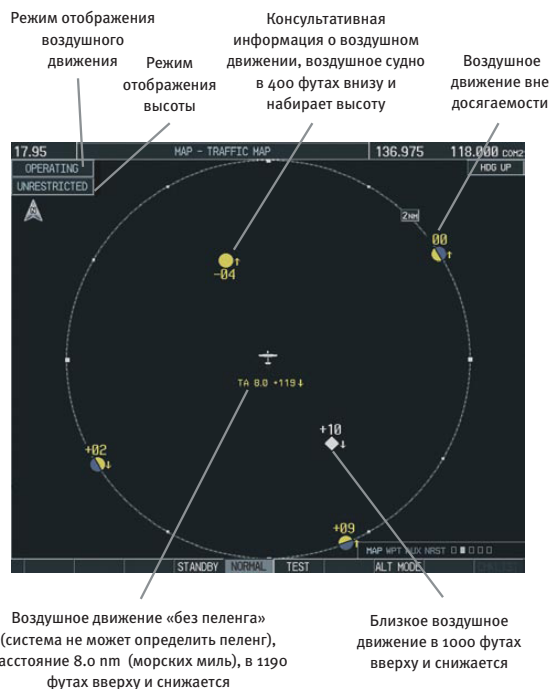 Режим отображения
воздушного
движения
Режим
отображения
высоты
Консультативная
информация о воздушном
движении, воздушное судно
в 400 футах внизу и
набирает высоту
Воздушное
движение вне
досягаемости
17.95 MAP - TRAFFIC MAP 136.975 118.000 COM2
OPERATING
UNRESTRICTED
HDG UP
N
2NM
00
-04
TA 8.0 +119↓
+10
+02
+09
MAP WPT AUX NRST
STANDBY NORMAL TEST ALT MODE
Воздушное движение «без пеленга»
(система не может определить пеленг),
асстояние 8.0 nm (морских миль), в 1190
футах вверху и снижается
Близкое воздушное
движение в 1000 футах
вверху и снижается